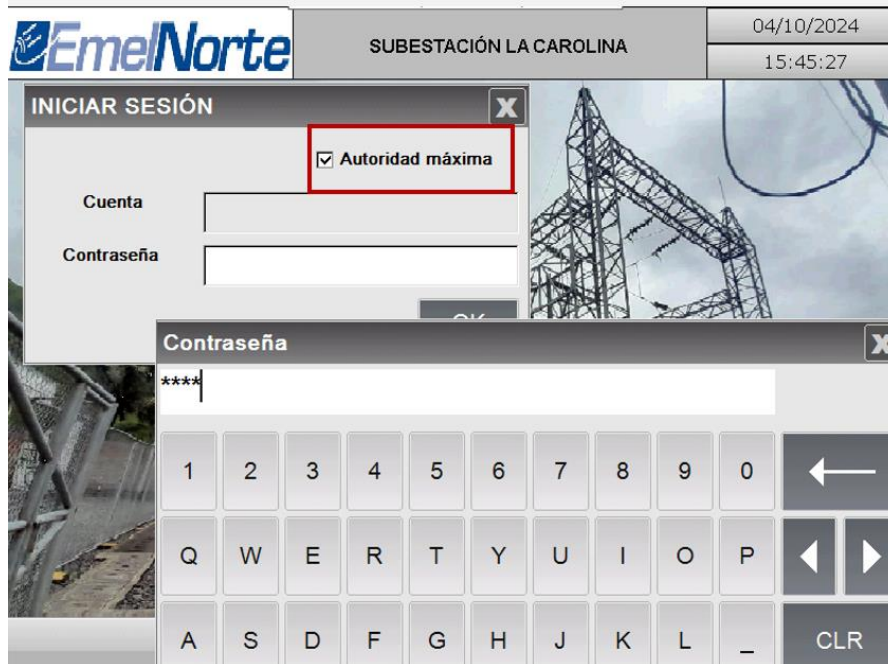 EmelNorte
SUBESTACIÓN LA CAROLINA
04/10/2024
15:45:27
INICIAR SESIÓN
X
Autoridad máxima
Cuenta
Contraseña
Contraseña
X
****
1 2 3 4 5 6 7 8 9 0
Q W E R T Y U I O P
A S D F G H J K L _ CLR